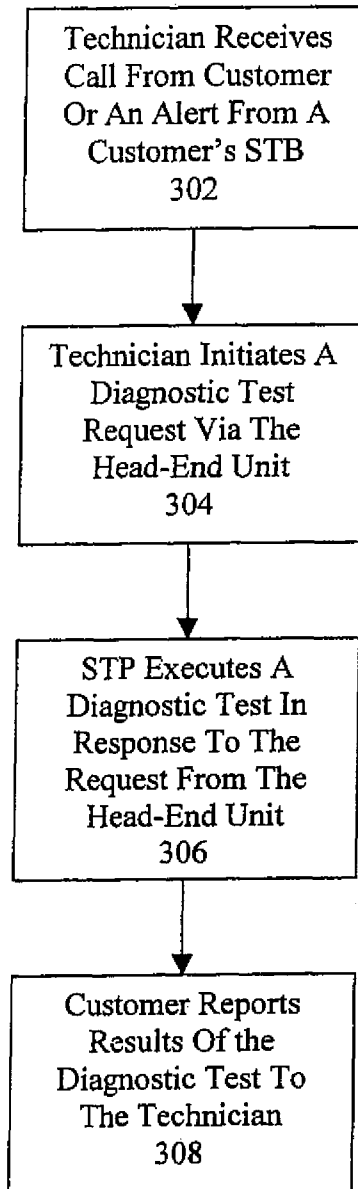 Technician Receives
Call From Customer
Or An Alert From A
Customer's STB
302
Technician Initiates A
Diagnostic Test
Request Via The
Head-End Unit
304
STP Executes A
Diagnostic Test In
Response To The
Request From The
Head-End Unit
306
Customer Reports
Results Of the
Diagnostic Test To
The Technician
308